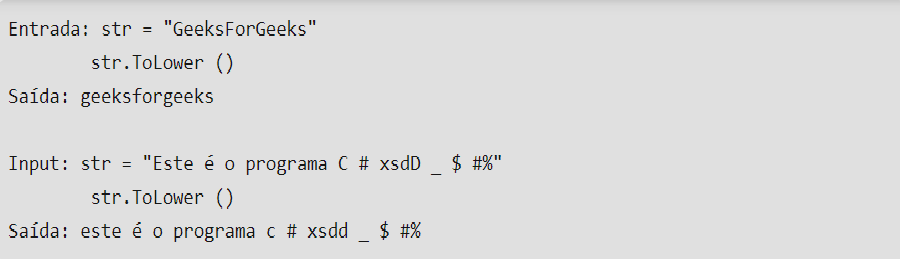 Entrada: str = "GeeksForGeeks"
str.ToLower ()
Saída: geeksforgeeks
Input: str = "Este é o programa C # xsdD _ $ #%"
str.ToLower ()
Saída: este é o programa c # xsdd _ $ #%